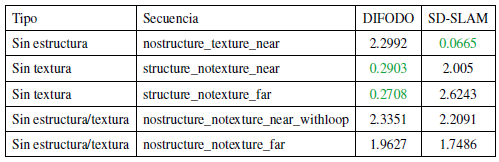 Tipo Secuencia DIFODO SD-SLAM
Sin estructura nostructure_texture_near 2.2992 0.0665
Sin textura structure_notexture_near 0.2903 2.005
Sin textura structure_notexture_far 0.2708 2.6243
Sin estructura/textura nostructure_notexture_near_withloop 2.3351 2.2091
Sin estructura/textura nostructure_notexture_far 1.9627 1.7486